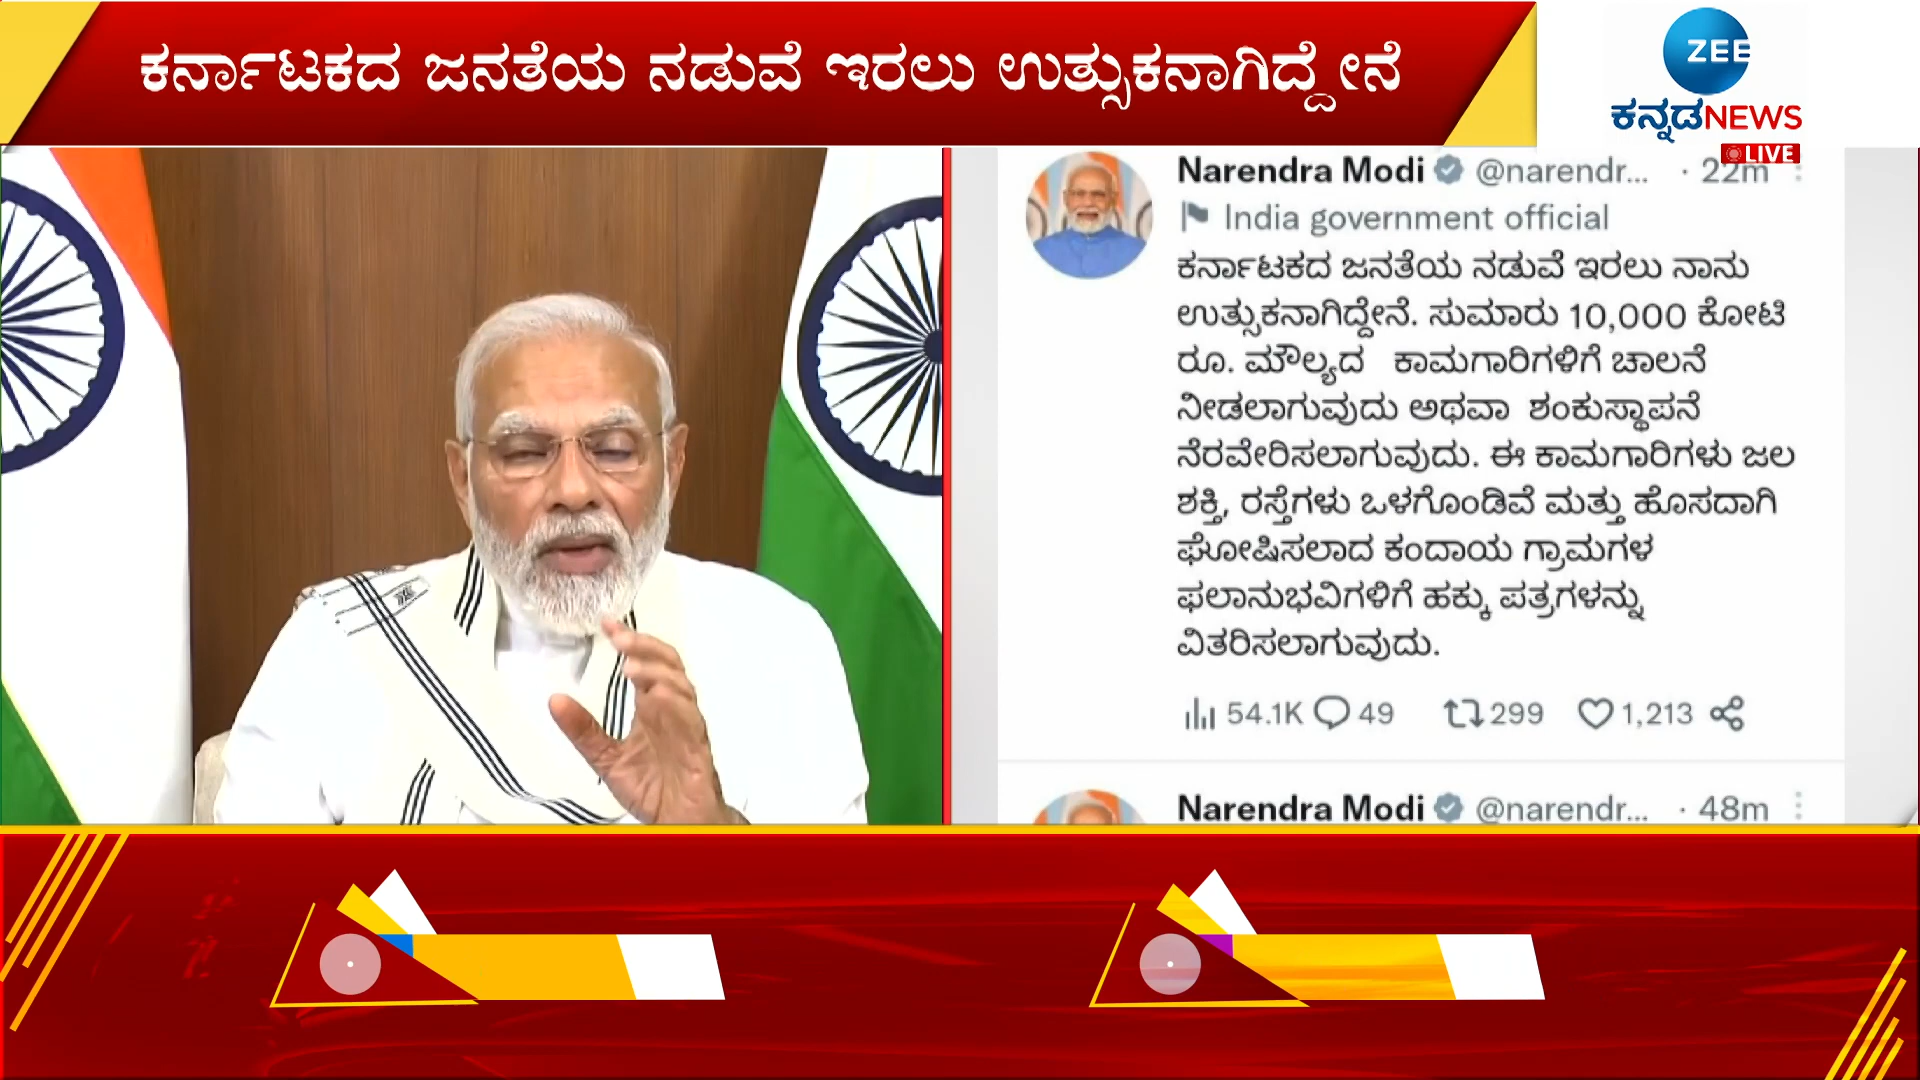 ಕರ್ನಾಟಕದ ಜನತೆಯ ನಡುವೆ ಇರಲು ಉತ್ಸುಕನಾಗಿದ್ದೇನೆ
ZEE
ಕನ್ನಡNEWS
LIVE
Narendra Modi @narendr... · 22m
India government official
ಕರ್ನಾಟಕದ ಜನತೆಯ ನಡುವೆ ಇರಲು ನಾನು
ಉತ್ಸುಕನಾಗಿದ್ದೇನೆ. ಸುಮಾರು 10,000 ಕೋಟಿ
ರೂ. ಮೌಲ್ಯದ ಕಾಮಗಾರಿಗಳಿಗೆ ಚಾಲನೆ
ನೀಡಲಾಗುವುದು ಅಥವಾ ಶಂಕುಸ್ಥಾಪನೆ
ನೆರವೇರಿಸಲಾಗುವುದು. ಈ ಕಾಮಗಾರಿಗಳು ಜಲ
ಶಕ್ತಿ, ರಸ್ತೆಗಳು ಒಳಗೊಂಡಿವೆ ಮತ್ತು ಹೊಸದಾಗಿ
ಘೋಷಿಸಲಾದ ಕಂದಾಯ ಗ್ರಾಮಗಳ
ಫಲಾನುಭವಿಗಳಿಗೆ ಹಕ್ಕು ಪತ್ರಗಳನ್ನು
ವಿತರಿಸಲಾಗುವುದು.
54.1K 49 299 1,213
Narendra Modi @narendr... · 48m